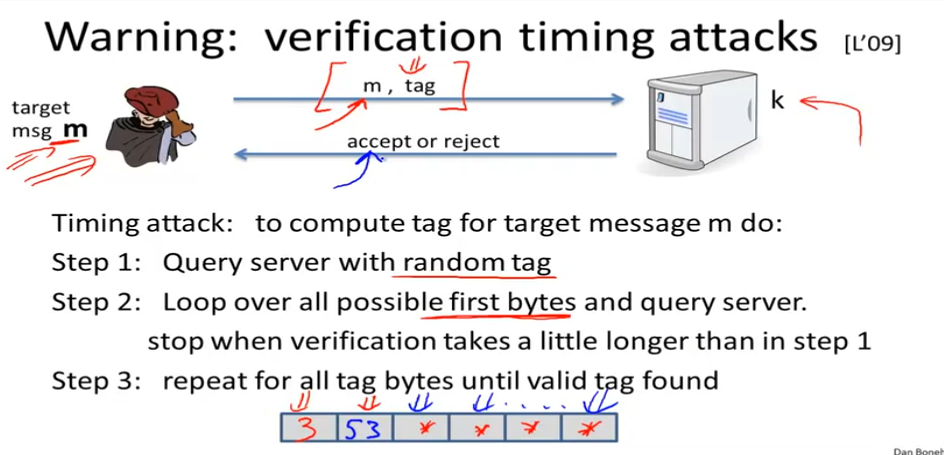 Warning: verification timing attacks [L'09]
m , tag
target
msg m
k
accept or reject
Timing attack: to compute tag for target message m do:
Step 1: Query server with random tag
Step 2: Loop over all possible first bytes and query server.
stop when verification takes a little longer than in step 1
Step 3: repeat for all tag bytes until valid tag found
3 53 * * * *
Dan Boneh